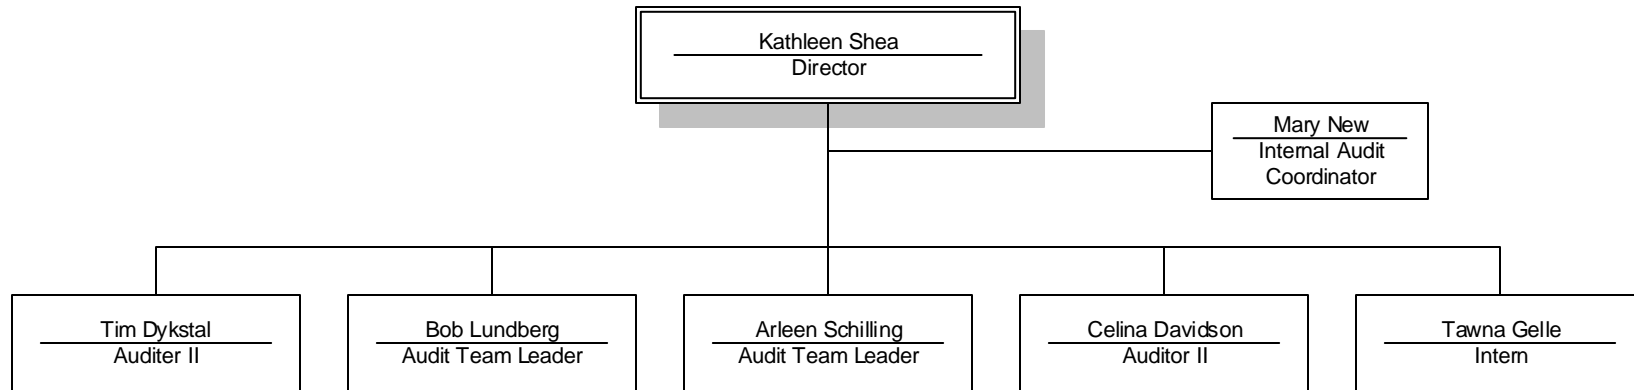 Kathleen Shea
Director
Mary New
Internal Audit
Coordinator
Tim Dykstal
Auditer II
Bob Lundberg
Audit Team Leader
Arleen Schilling
Audit Team Leader
Celina Davidson
Auditor II
Tawna Gelle
Intern